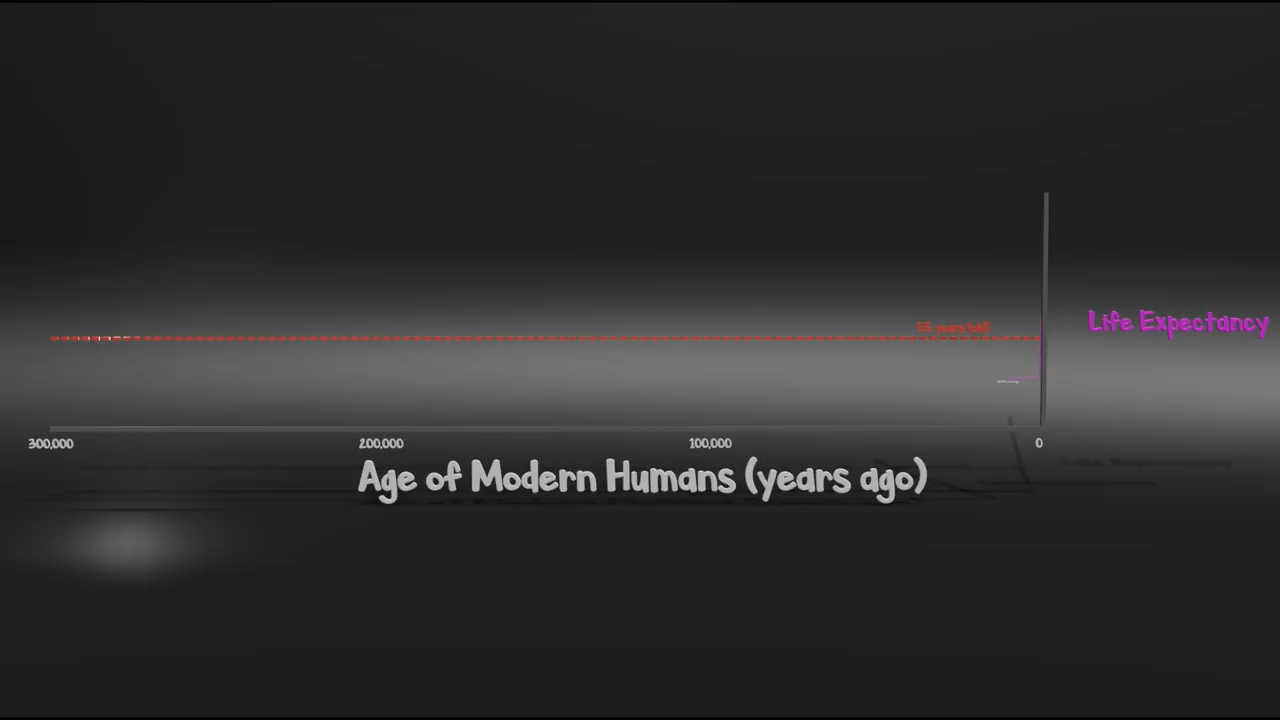 Life Expectancy
300,000 200,000 100,000 0
Age of Modern Humans (years ago)